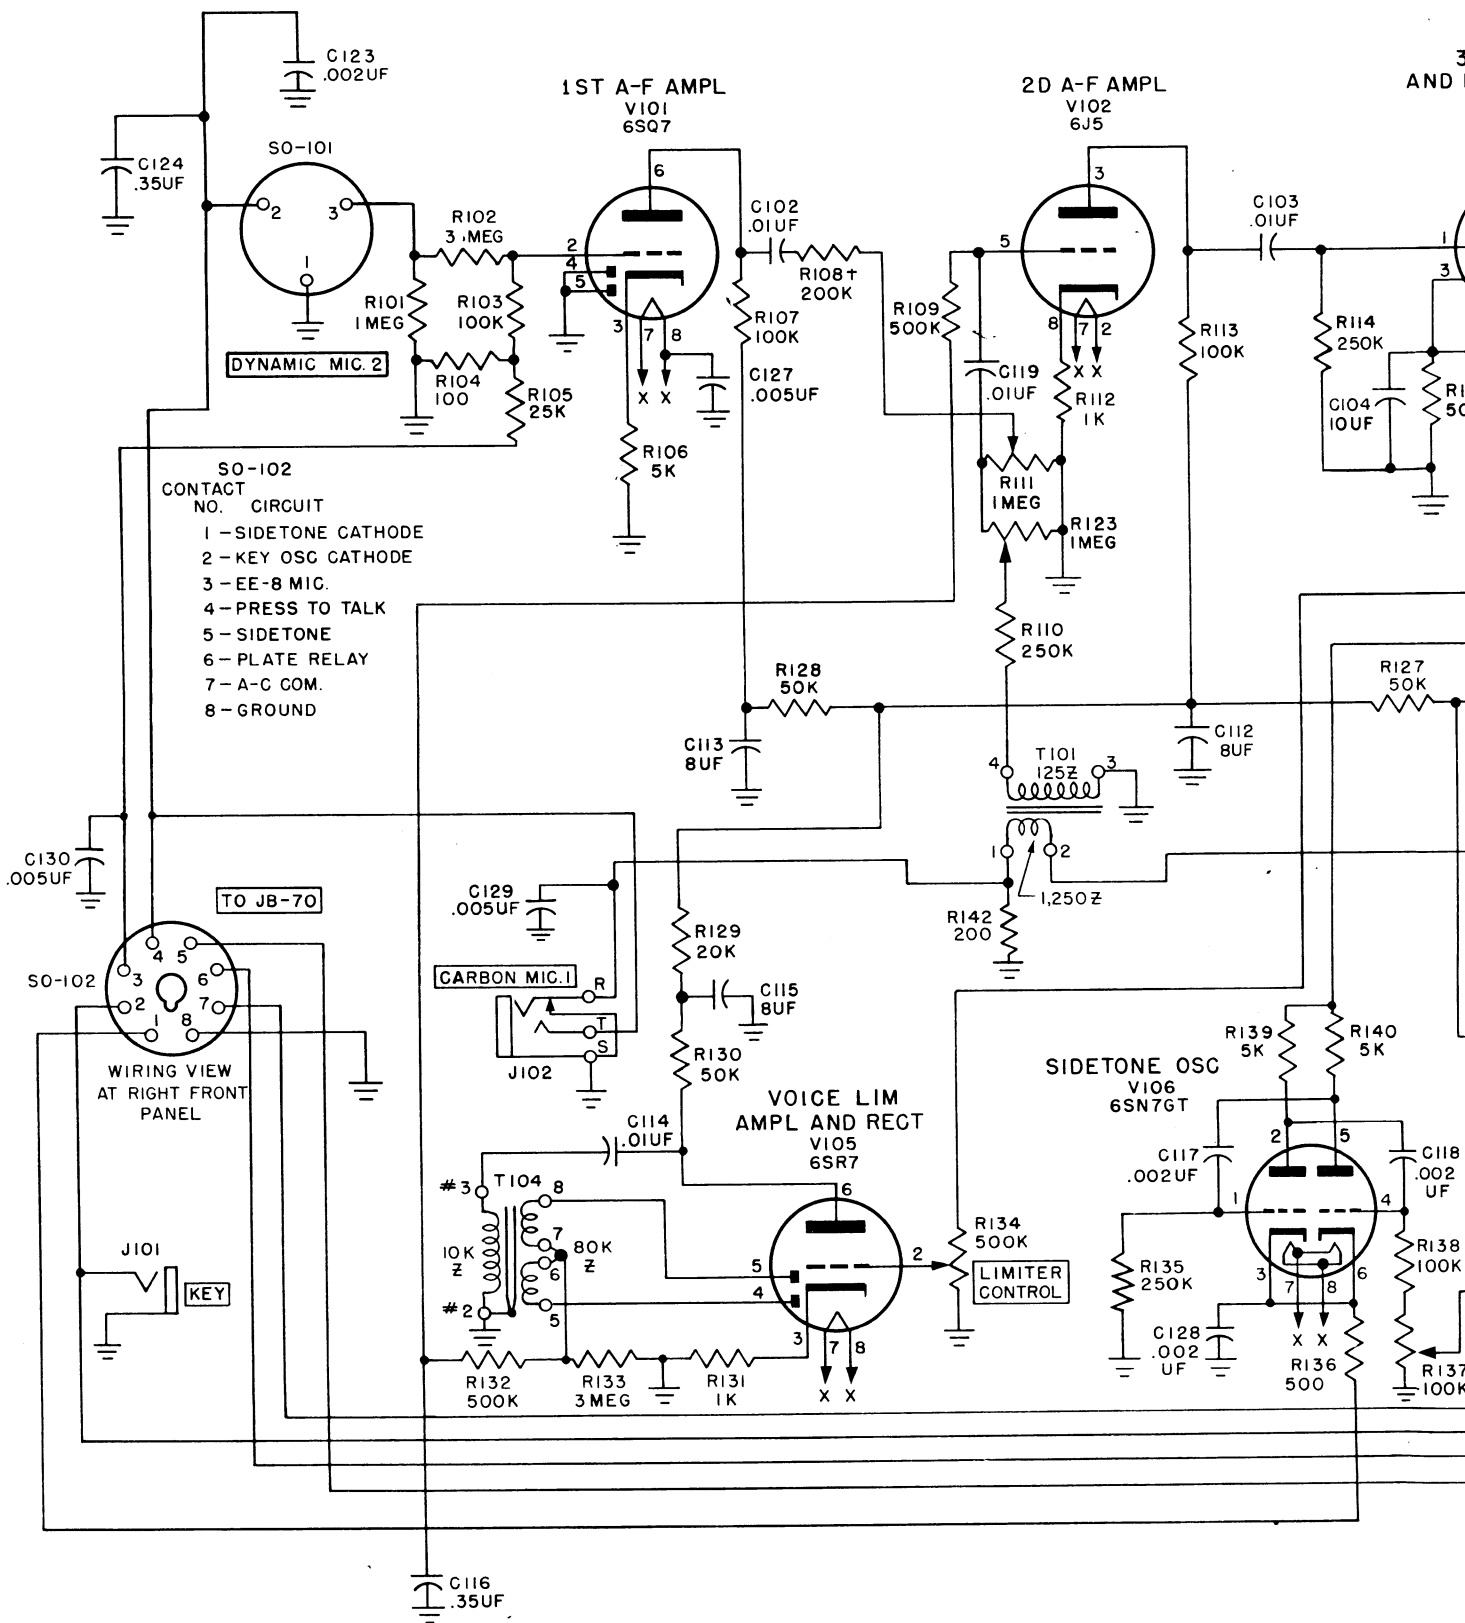 C123
.002UF
C124
.35UF
SO-101
2
3
1
DYNAMIC MIC. 2
R102
3 MEG
R101
1MEG
R103
100K
R104
100
R105
25K
1ST A-F AMPL
V101
6SQ7
6
2
4
5
3
7
8
X X
R106
5K
C127
.005UF
C102
.01UF
R108+
200K
R107
100K
2D A-F AMPL
V102
6J5
3
5
8
7
2
X X
R109
500K
C119
.01UF
R112
1K
R111
1MEG
R123
1MEG
R110
250K
C103
.01UF
R113
100K
R114
250K
C104
10UF
3
AND
1
3
R1
50
SO-102
CONTACT
NO. CIRCUIT
1 - SIDETONE CATHODE
2 - KEY OSC CATHODE
3 - EE-8 MIC.
4 - PRESS TO TALK
5 - SIDETONE
6 - PLATE RELAY
7 - A-C COM.
8 - GROUND
R128
50K
R127
50K
C113
8UF
C112
8UF
4
T101
125Z
3
1
2
1,250Z
R142
200
C130
.005UF
TO JB-70
SO-102
4
5
3
6
2
7
1
8
WIRING VIEW
AT RIGHT FRONT
PANEL
C129
.005UF
CARBON MIC.1
R
T
S
J102
R129
20K
C115
8UF
R130
50K
C114
.01UF
VOICE LIM
AMPL AND RECT
V105
6SR7
6
2
5
4
3
7
8
X X
#3
T104
8
10K
Z
7
80K
Z
6
#2
5
R132
500K
R133
3MEG
R131
1K
R134
500K
LIMITER
CONTROL
R139
5K
R140
5K
SIDETONE OSC
V106
6SN7GT
2
5
C117
.002UF
C118
.002
UF
1
4
R135
250K
R138
100K
3
7
8
6
X X
C128
.002
UF
R136
500
R137
100K
J101
KEY
C116
.35UF